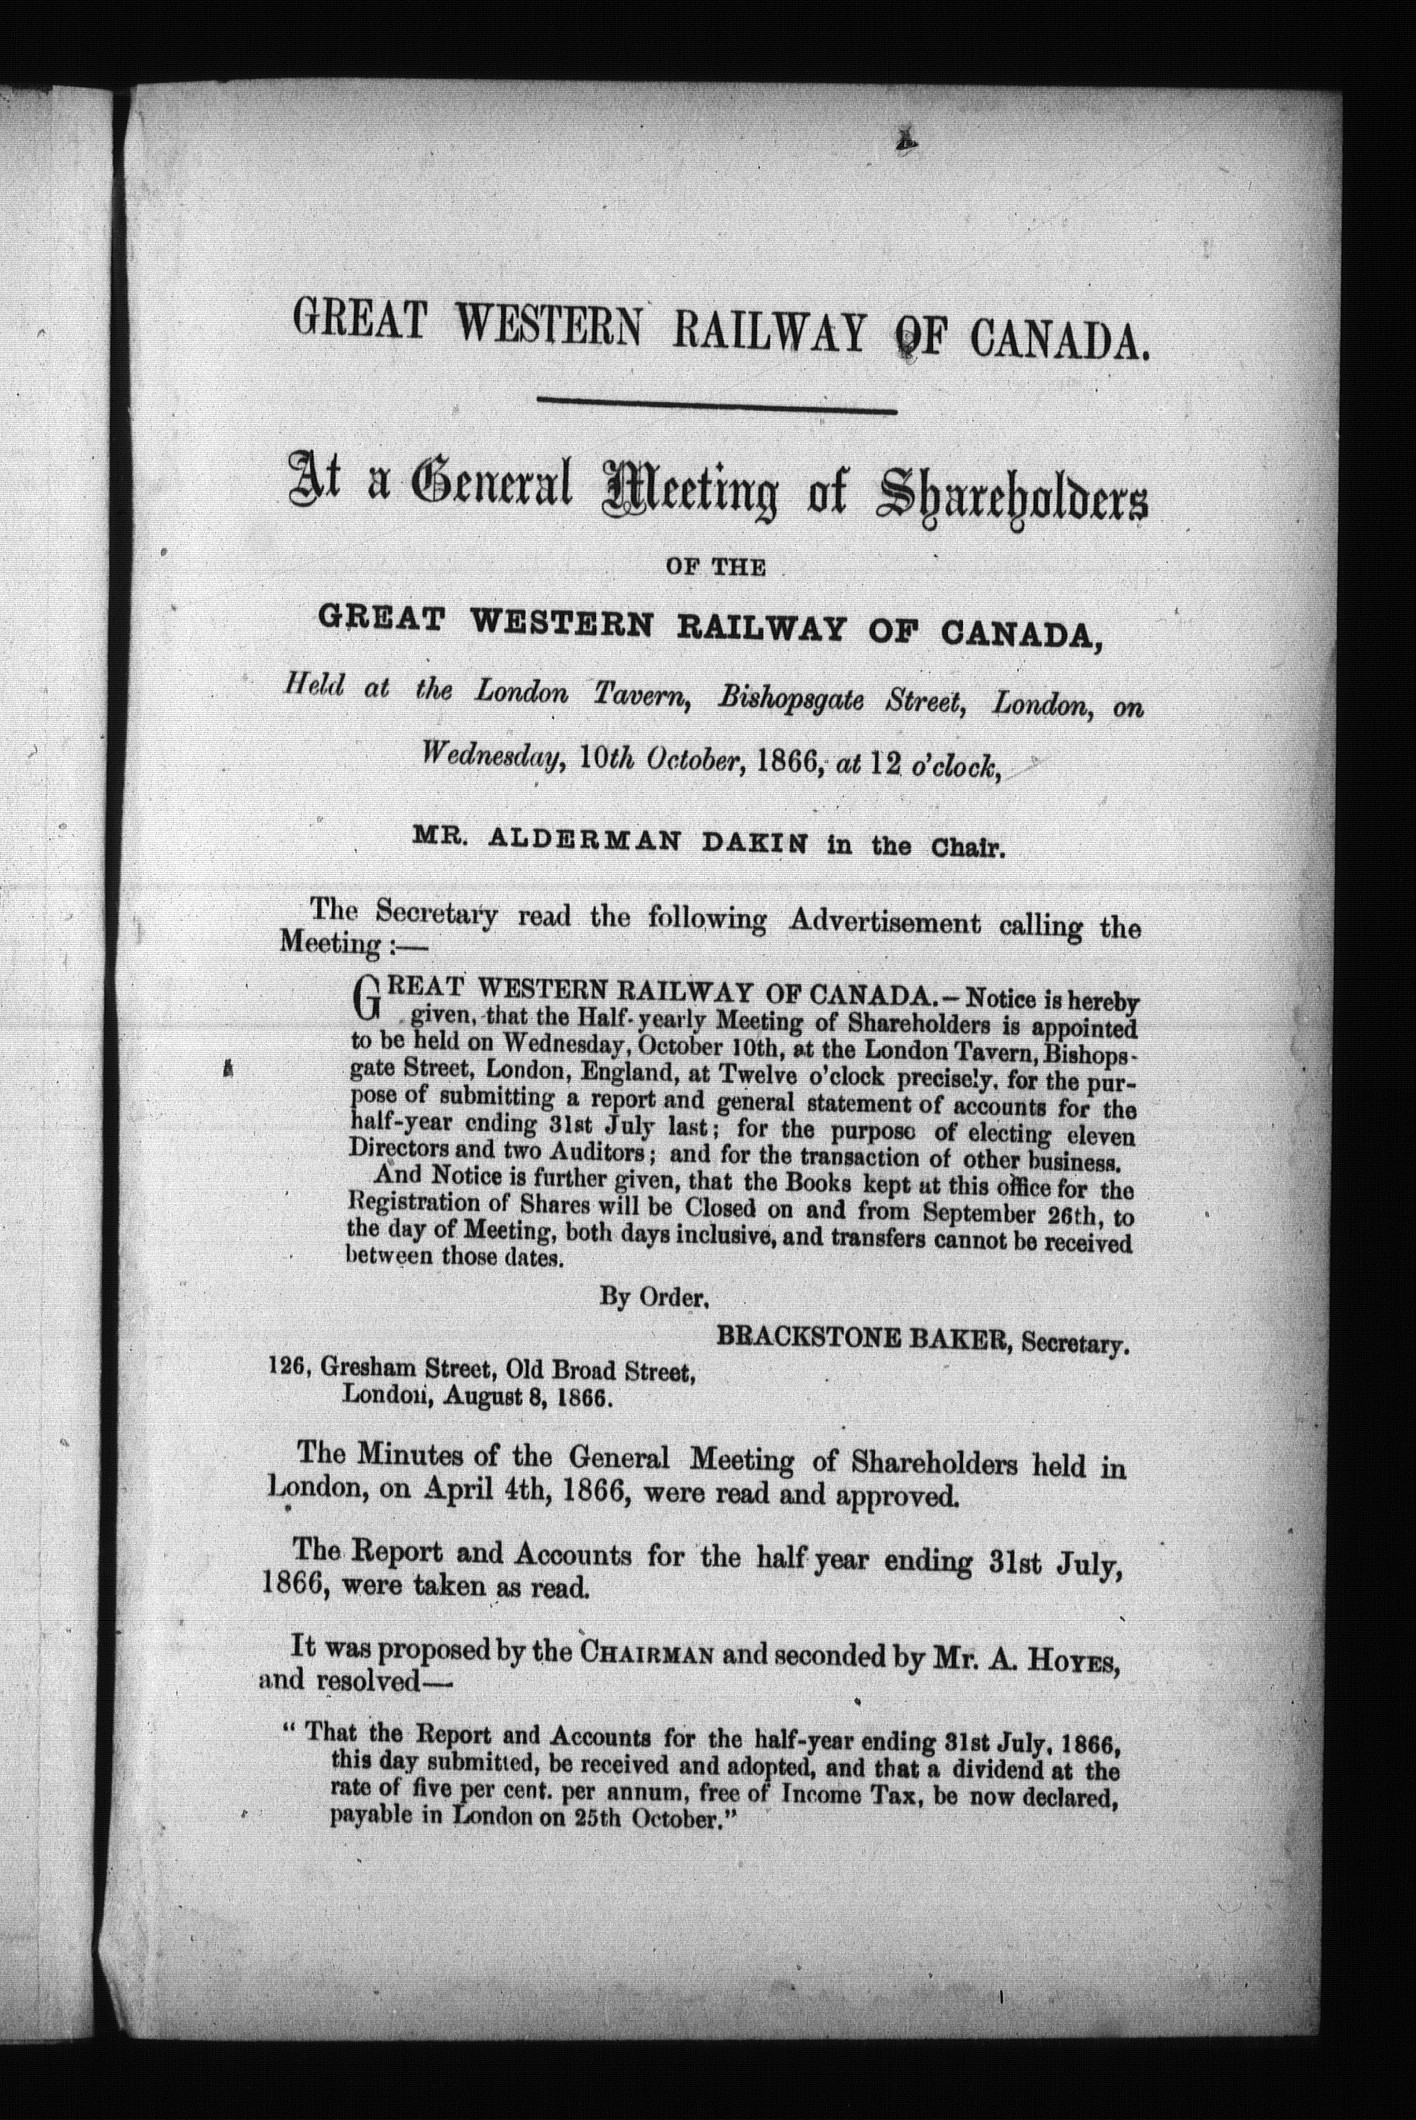 GREAT WESTERN RAILWAY OF CANADA.
At a General Meeting of Shareholders
OF THE
GREAT WESTERN RAILWAY OF CANADA,
Held at the London Tavern, Bishopsgate Street, London, on
Wednesday, 10th October, 1866, at 12 o'clock,
MR. ALDERMAN DAKIN in the Chair.
The Secretary read the following Advertisement calling the
Meeting:—
GREAT WESTERN RAILWAY OF CANADA.—Notice is hereby
given, that the Half-yearly Meeting of Shareholders is appointed
to be held on Wednesday, October 10th, at the London Tavern, Bishops-
gate Street, London, England, at Twelve o'clock precisely, for the pur-
pose of submitting a report and general statement of accounts for the
half-year ending 31st July last; for the purpose of electing eleven
Directors and two Auditors; and for the transaction of other business.
And Notice is further given, that the Books kept at this office for the
Registration of Shares will be Closed on and from September 26th, to
the day of Meeting, both days inclusive, and transfers cannot be received
between those dates.
By Order,
BRACKSTONE BAKER, Secretary.
126, Gresham Street, Old Broad Street,
London, August 8, 1866.
The Minutes of the General Meeting of Shareholders held in
London, on April 4th, 1866, were read and approved.
The Report and Accounts for the half year ending 31st July,
1866, were taken as read.
It was proposed by the CHAIRMAN and seconded by Mr. A. HOYES,
and resolved—
"That the Report and Accounts for the half-year ending 31st July, 1866,
this day submitted, be received and adopted, and that a dividend at the
rate of five per cent. per annum, free of Income Tax, be now declared,
payable in London on 25th October."